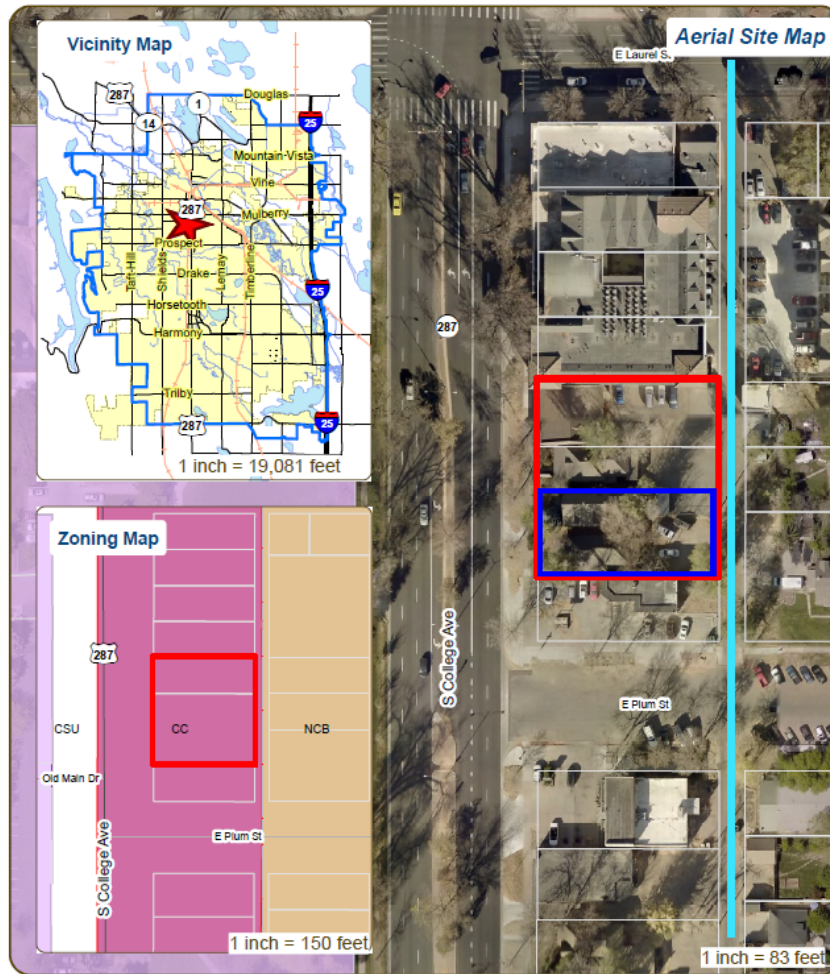 Vicinity Map
287
1
Douglas
14
25
Mountain-Vista
Vine
287
Mulberry
Prospect
Taft-Hill
Shields
Drake
Lemay
Timberline
25
Horsetooth
Harmony
Trilby
287
25
1 inch = 19,081 feet
Zoning Map
287
CSU
CC
NCB
Old Main Dr
S College Ave
E Plum St
1 inch = 150 feet
Aerial Site Map
E Laurel St
287
S College Ave
E Plum St
1 inch = 83 feet